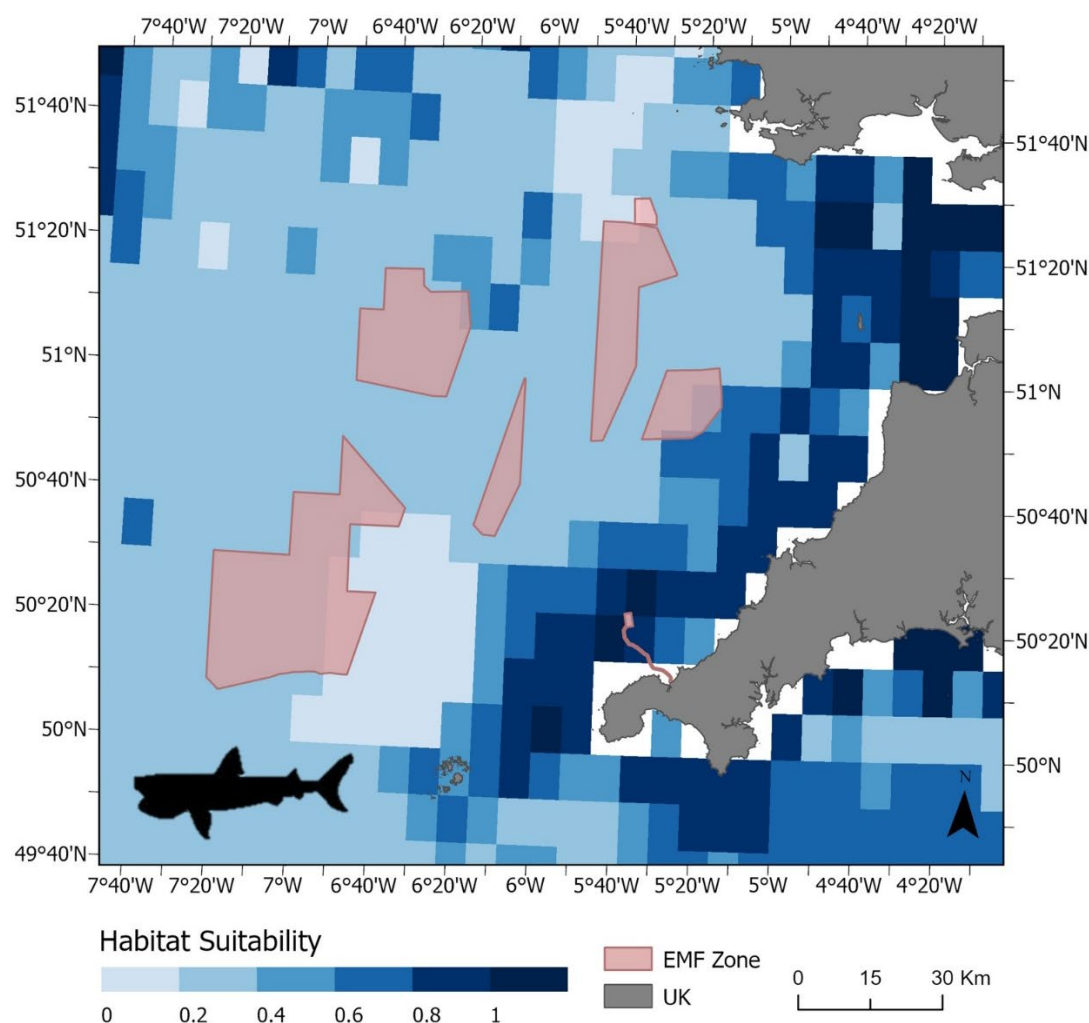 7°40'W 7°20'W 7°W 6°40'W 6°20'W 6°W 5°40'W 5°20'W 5°W 4°40'W 4°20'W
51°40'N
51°40'N
51°20'N
51°20'N
51°N
51°N
50°40'N
50°40'N
50°20'N
50°20'N
50°N
50°N
N
49°40'N
7°40'W 7°20'W 7°W 6°40'W 6°20'W 6°W 5°40'W 5°20'W 5°W 4°40'W 4°20'W
Habitat Suitability
0 0.2 0.4 0.6 0.8 1
EMF Zone
UK
0 15 30 Km